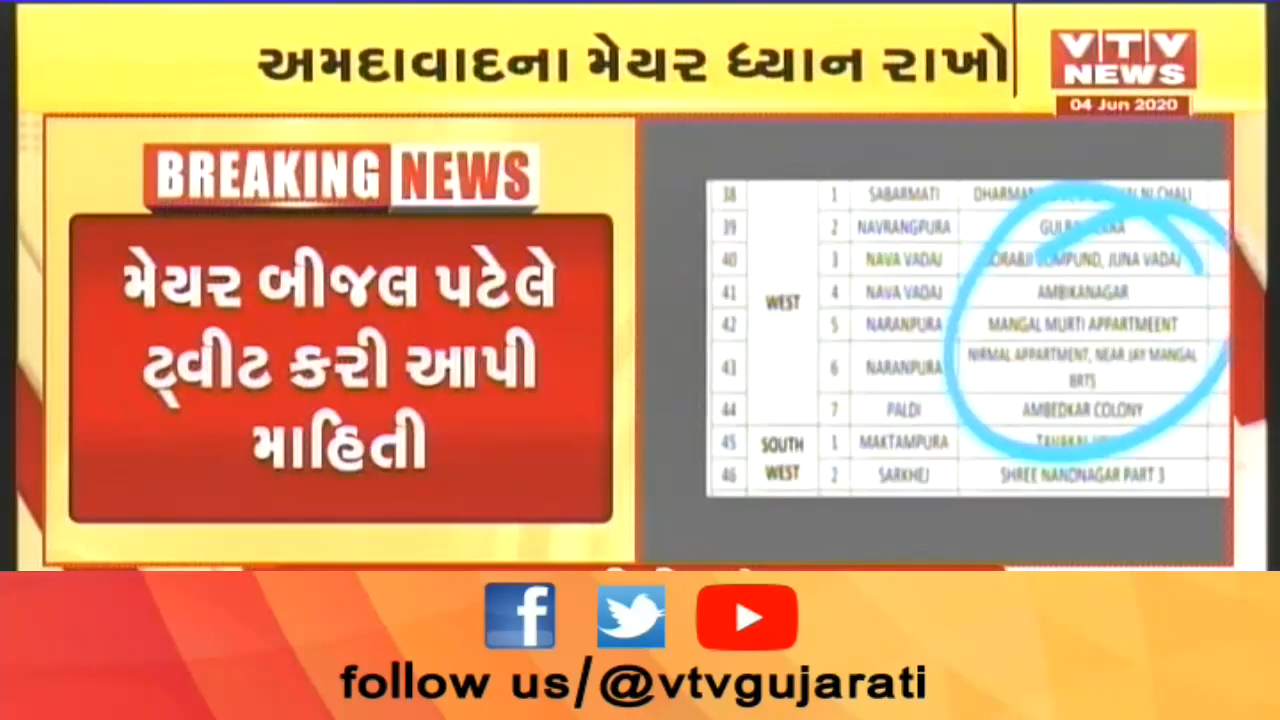 અમદાવાદના મેયર ધ્યાન રાખો
VTV
NEWS
04 Jun 2020
BREAKING NEWS
મેયર બીજલ પટેલે
ટ્વીટ કરી આપી
માહિતી
38 1 SABARMATI NI CHALI
39 2 NAVRANGPURA
40 3 NAVA VADAJ JUNA VADAJ
41 WEST 4 NAVA VADAJ AMBIKANAGAR
42 5 NARANPURA MANGAL MURTI APPARTMEENT
43 6 NARANPURA NIRMAL APPARTMENT, NEAR JAY MANGAL
BRTS
44 7 PALDI AMBEDKAR COLONY
45 SOUTH 1 MAKTAMPURA
46 WEST 2 SARKHEJ SHREE NANDNAGAR PART 3
follow us/@vtvgujarati